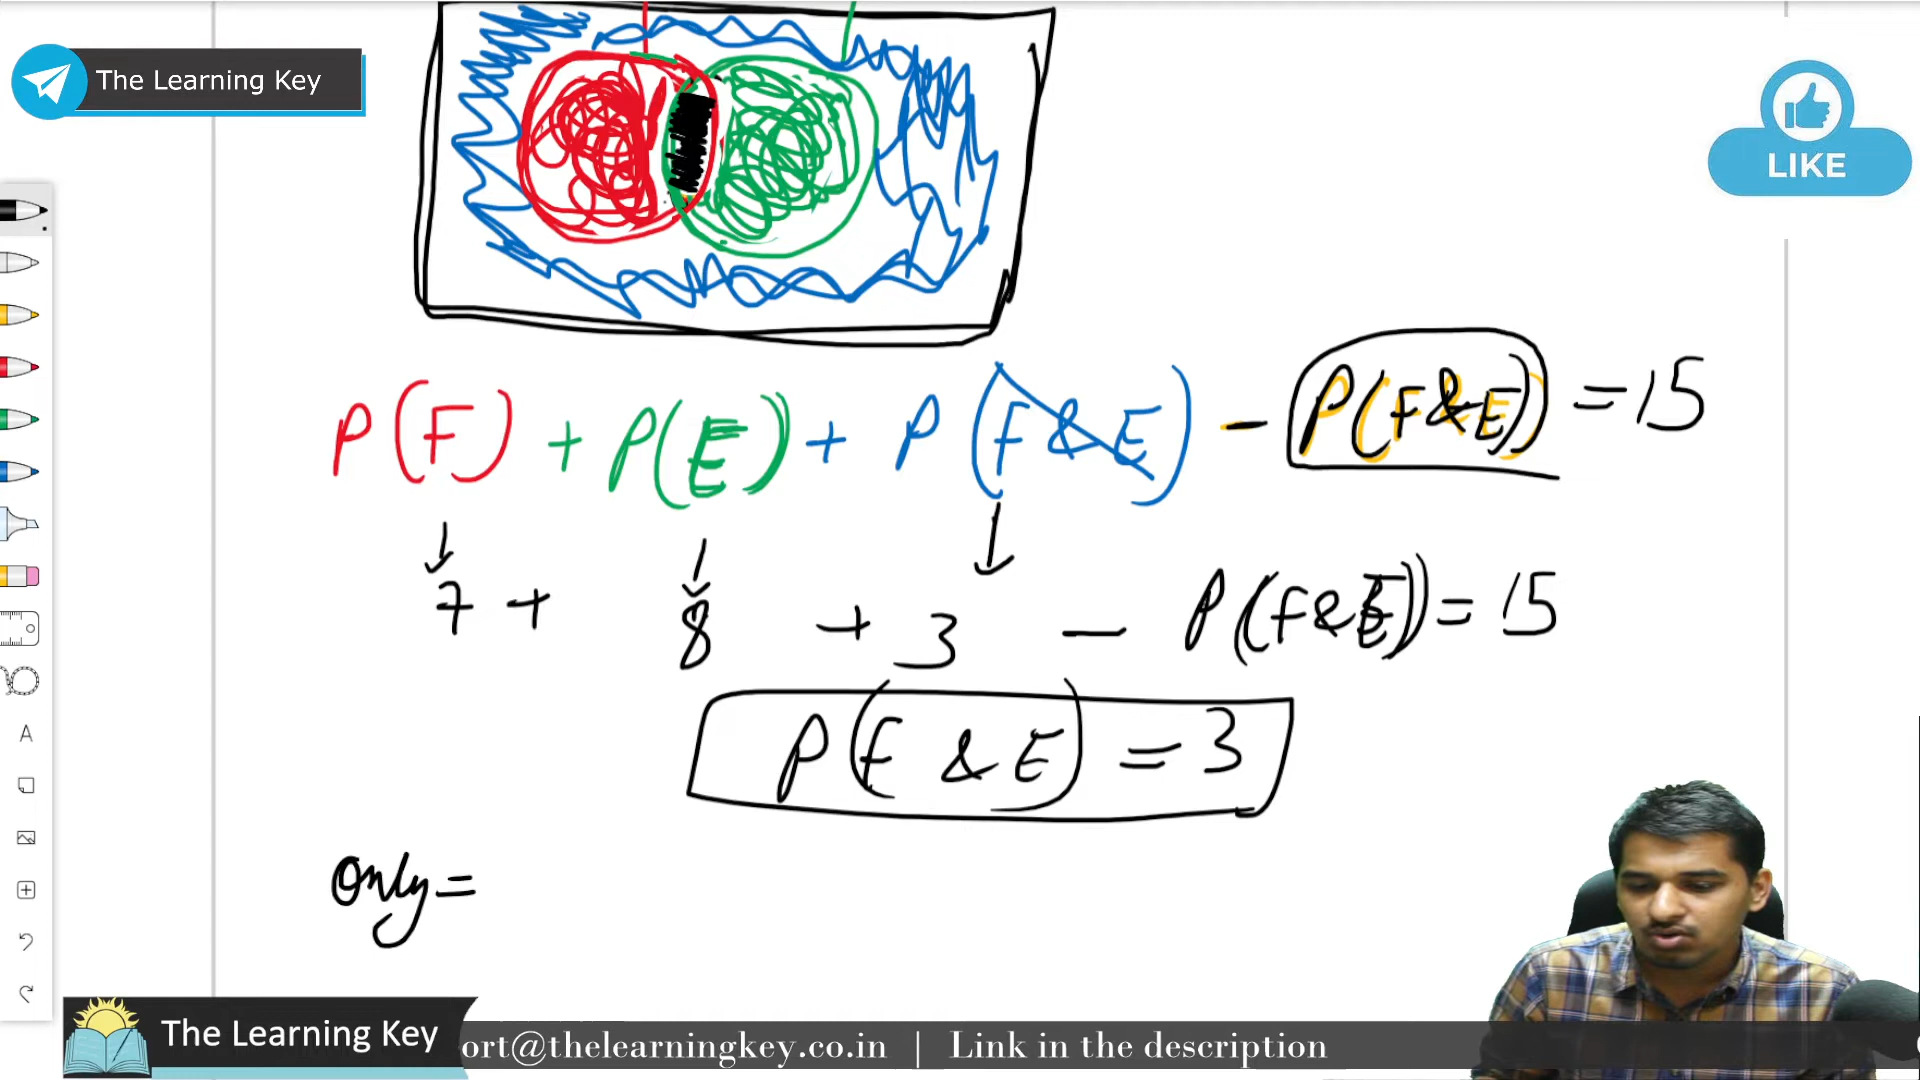 The Learning Key
LIKE
P(F) + P(E) + P(F & E) - P(F & E) = 15
7 + 8 + 3 - P(F & E) = 15
P(F & E) = 3
Only =
A
The Learning Key
ort@thelearningkey.co.in | Link in the description